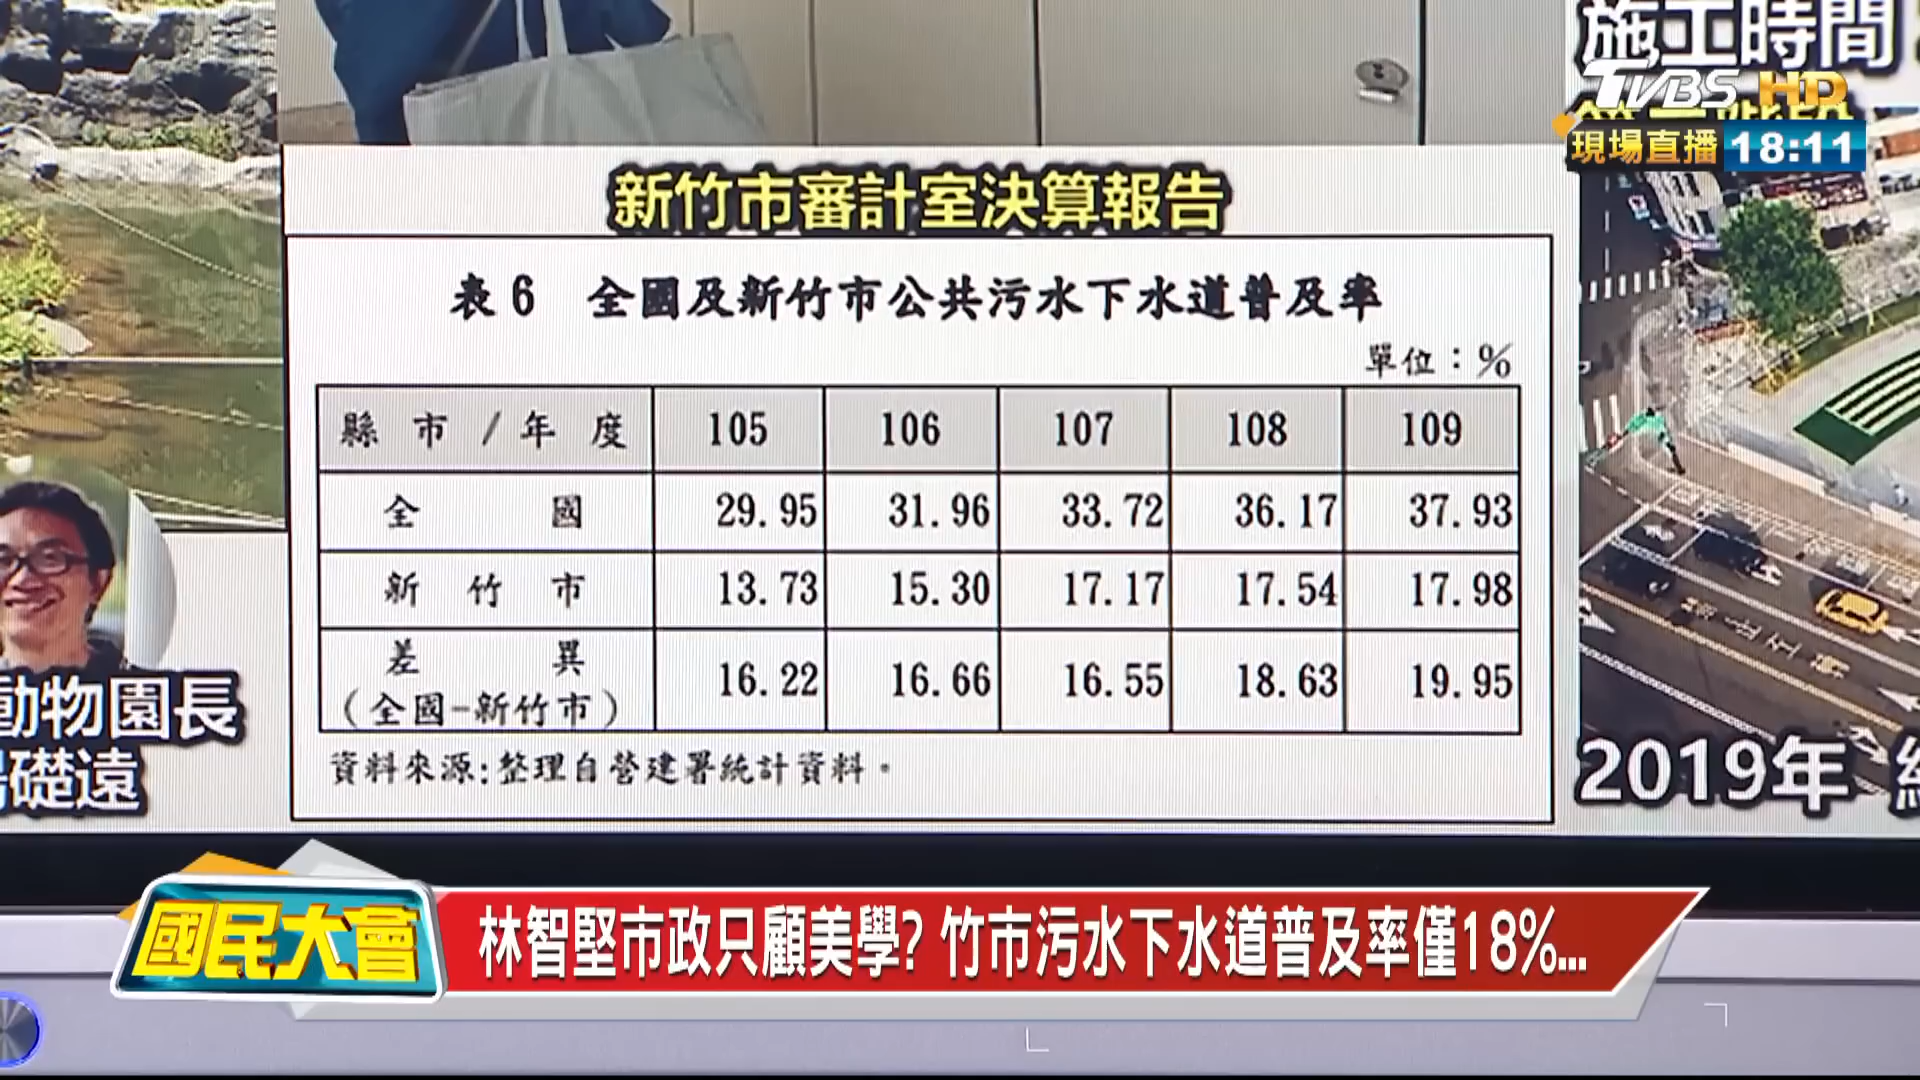 施工時間
TVBS HD
現場直播 18:11
新竹市審計室決算報告
表6 全國及新竹市公共污水下水道普及率
單位：%
縣市/年度 105 106 107 108 109
全國 29.95 31.96 33.72 36.17 37.93
新竹市 13.73 15.30 17.17 17.54 17.98
差異 16.22 16.66 16.55 18.63 19.95
(全國-新竹市)
資料來源:整理自營建署統計資料。
動物園長
礎遠
2019年
國民大會
林智堅市政只顧美學? 竹市污水下水道普及率僅18%...